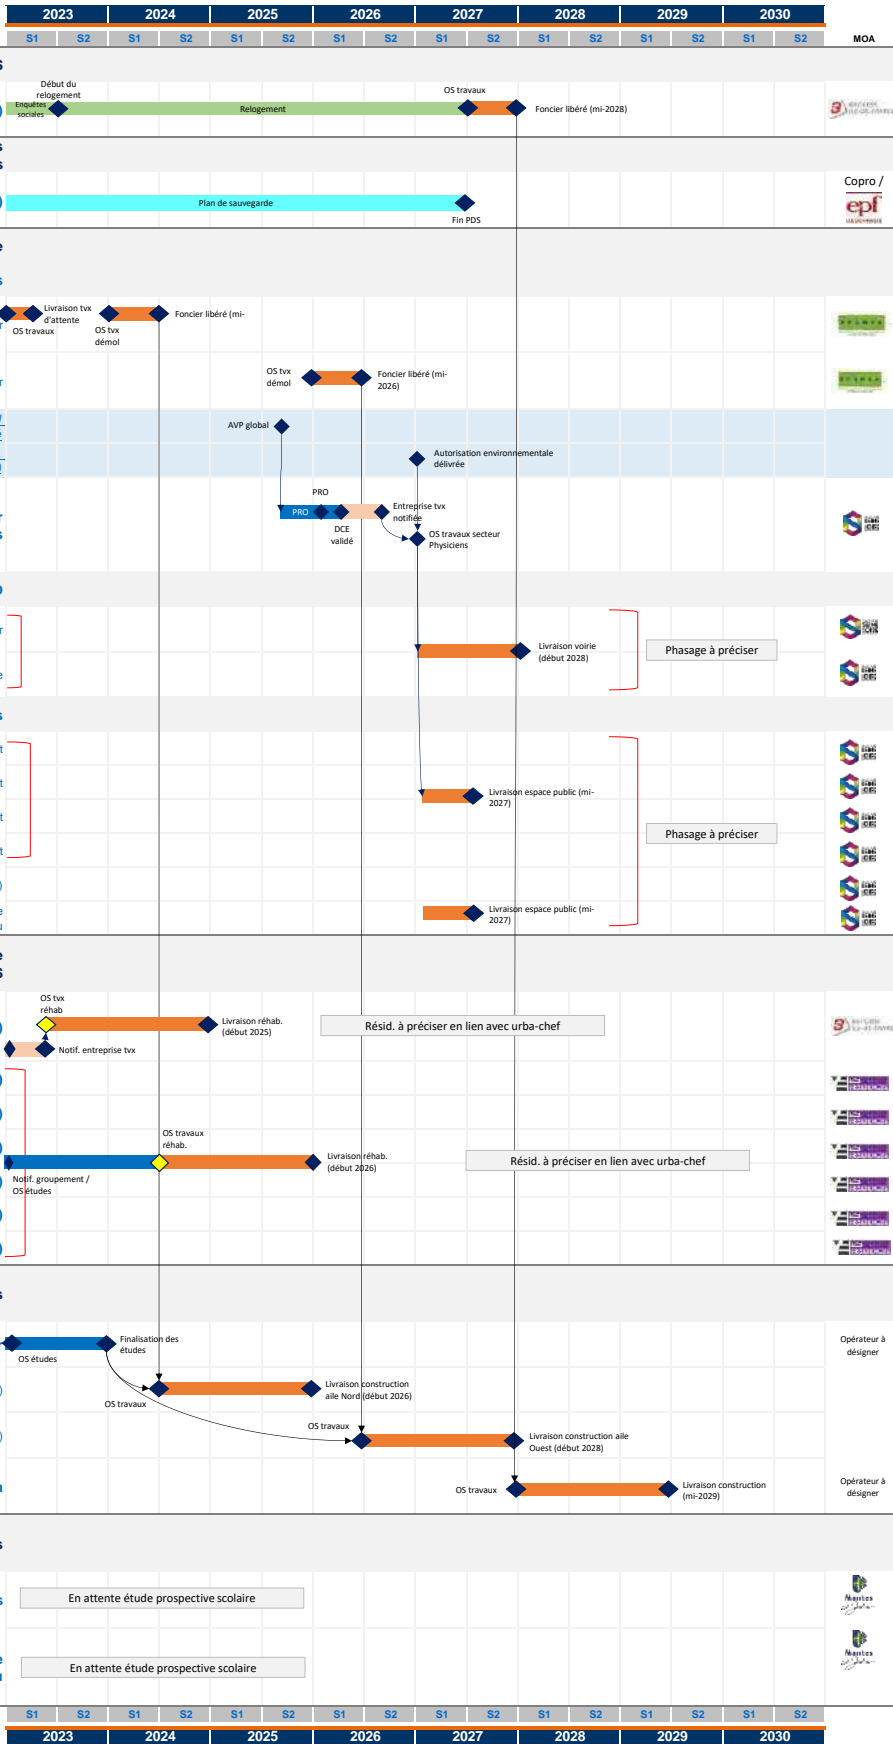 2023 2024 2025 2026 2027 2028 2029 2030
S1 S2 S1 S2 S1 S2 S1 S2 S1 S2 S1 S2 S1 S2 S1 S2 MOA
s
Début du
relogement
OS travaux
Enquêtes
sociales
Relogement
Foncier libéré (mi-2028)
)
3
s
s
Copro /
Plan de sauvegarde
)
epf
Fin PDS
e
s
Livraison tvx
d'attente
Foncier libéré (mi-
r
OS travaux
OS tvx
démol
OS tvx
démol
Foncier libéré (mi-
2026)
r
AVP global
Autorisation environnementale
délivrée
)
PRO
PRO
Entreprise tvx
notifiée
r
s
DCE
validé
OS travaux secteur
Physiciens
r
Livraison voirie
(début 2028)
Phasage à préciser
e
s
t
t
Livraison espace public (mi-
2027)
t
Phasage à préciser
t
)
Livraison espace public (mi-
2027)
e
u
e
s
OS tvx
réhab
Livraison réhab.
(début 2025)
Résid. à préciser en lien avec urba-chef
)
3
Notif. entreprise tvx
)
)
OS travaux
réhab.
)
Livraison réhab.
(début 2026)
Résid. à préciser en lien avec urba-chef
Notif. groupement /
OS études
)
)
)
s
Finalisation des
études
OS études
Opérateur à
désigner
Livraison construction
aile Nord (début 2026)
)
OS travaux
OS travaux
Livraison construction aile
Ouest (début 2028)
)
OS travaux
Livraison construction
(mi-2029)
a
Opérateur à
désigner
s
En attente étude prospective scolaire
s
Mantes
la Jolie
En attente étude prospective scolaire
e
u
Mantes
la Jolie
S1 S2 S1 S2 S1 S2 S1 S2 S1 S2 S1 S2 S1 S2 S1 S2
2023 2024 2025 2026 2027 2028 2029 2030